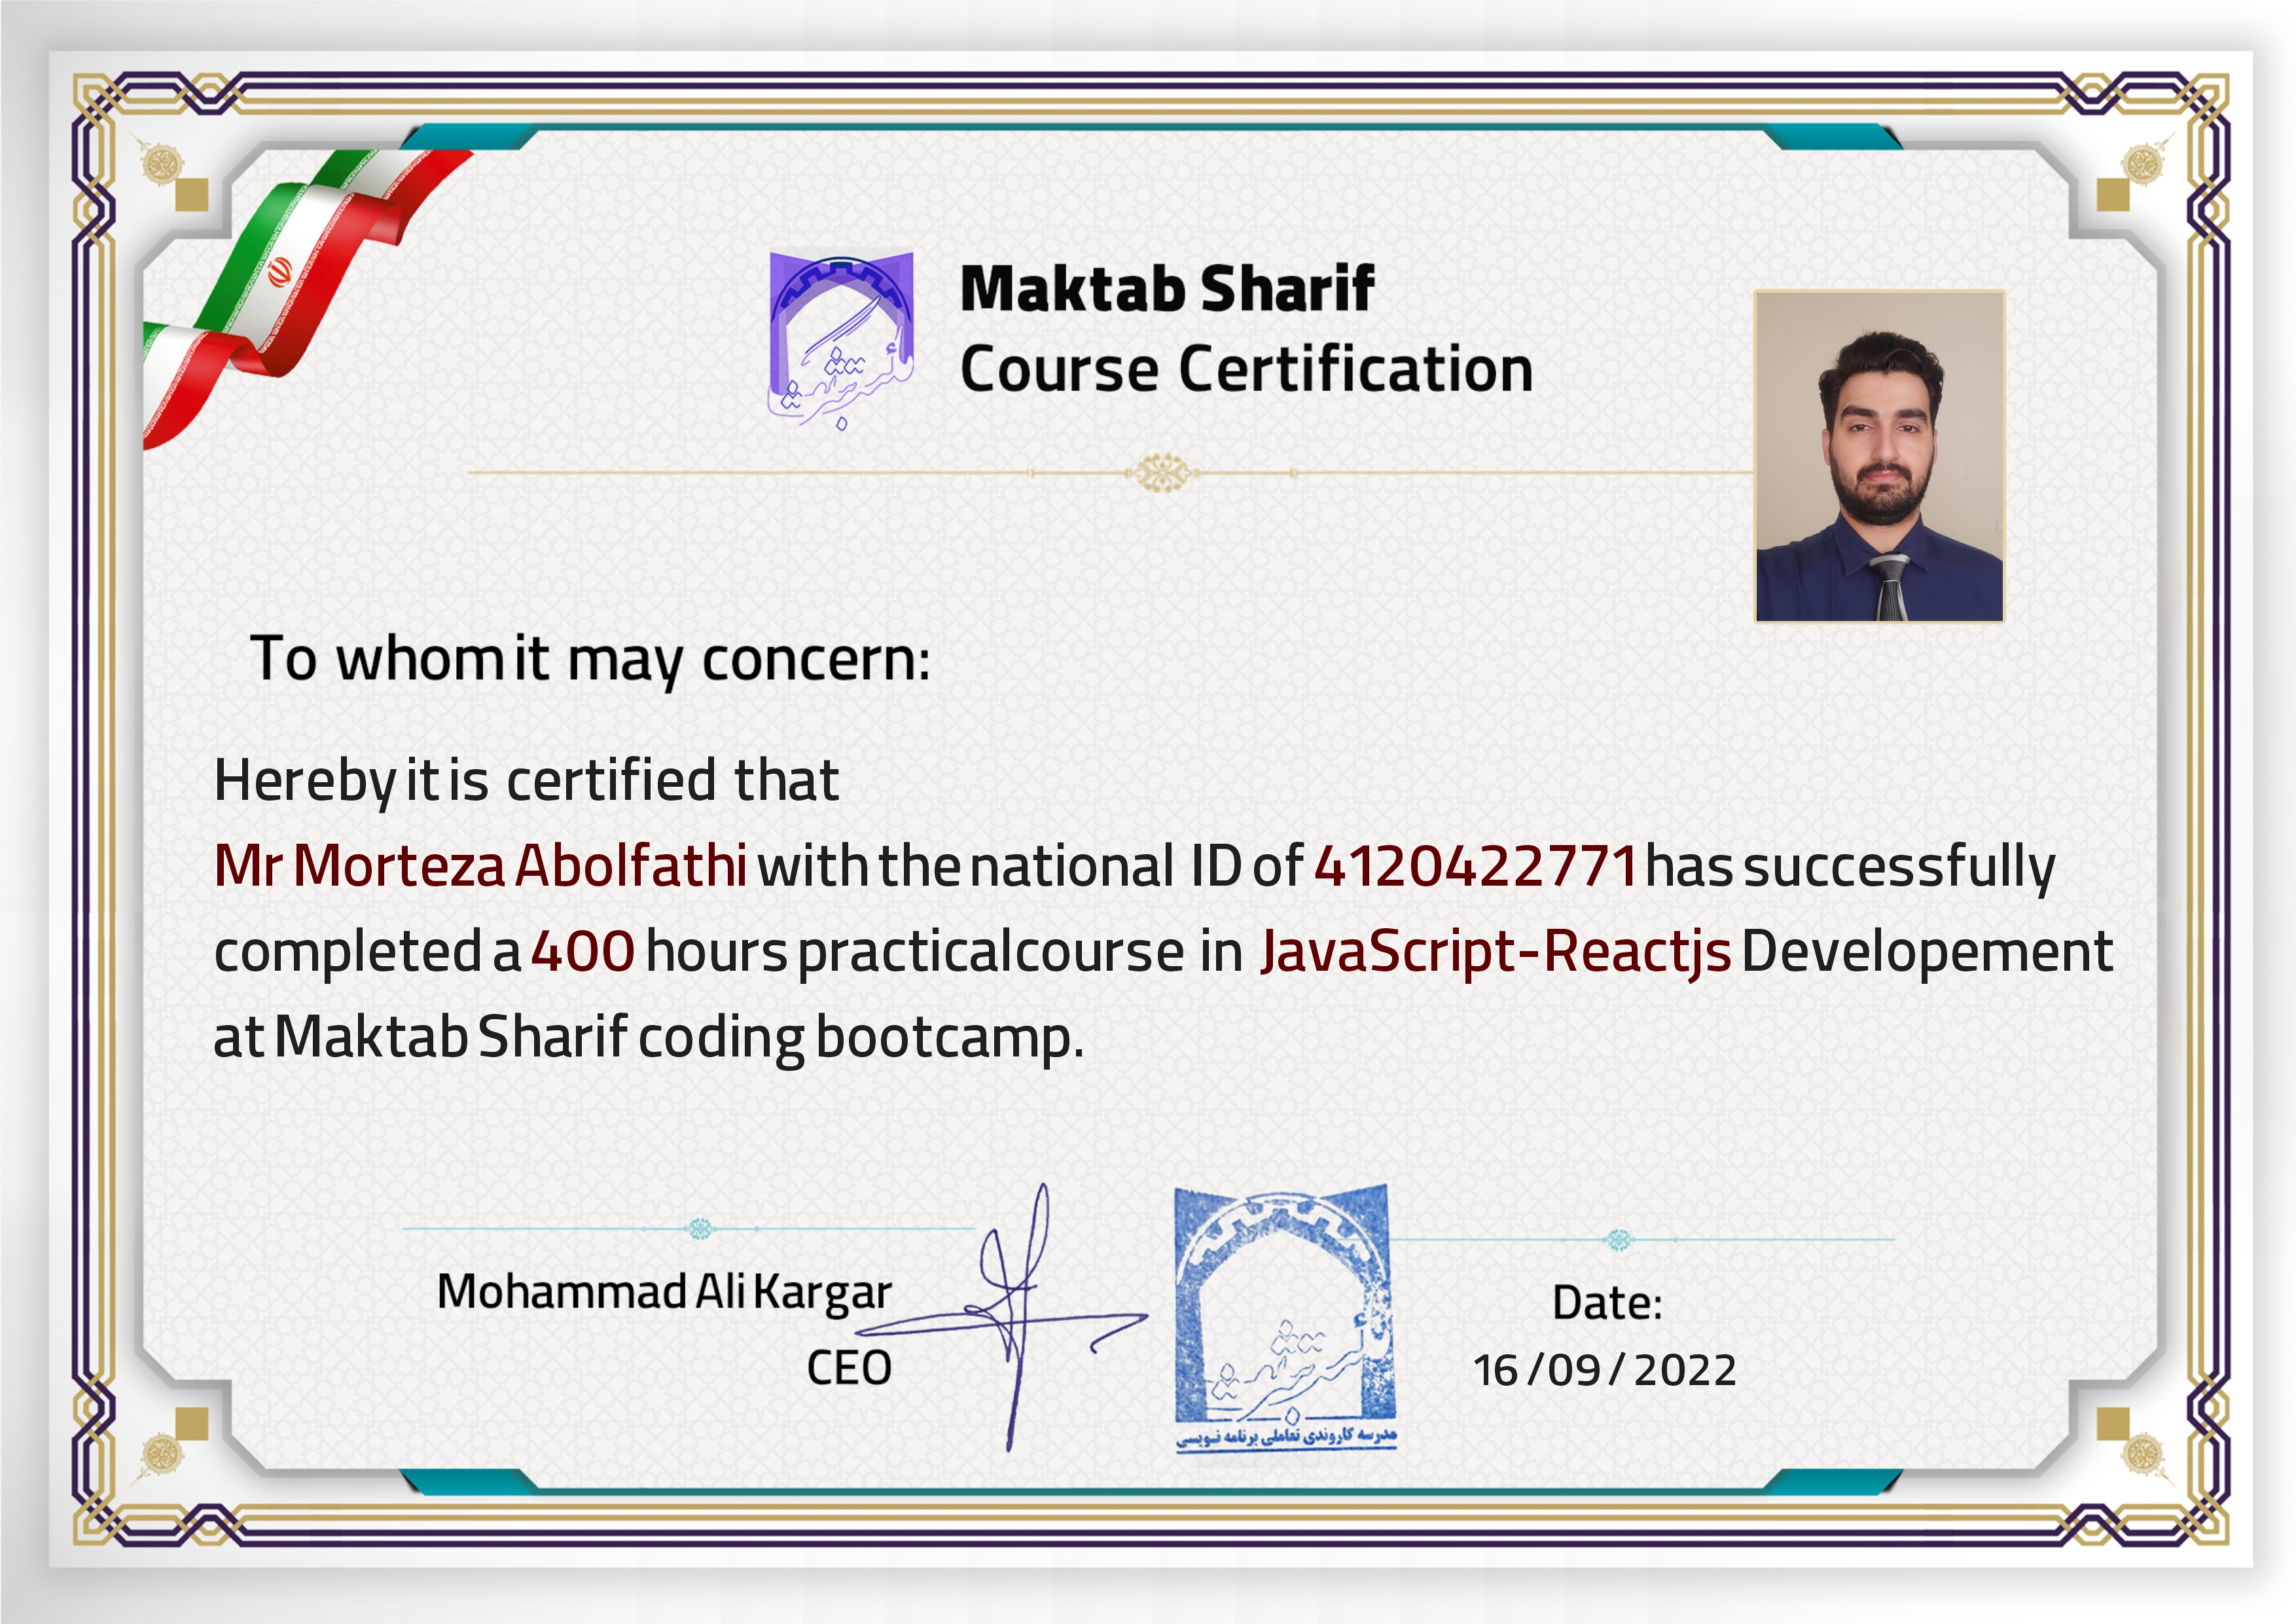 Maktab Sharif
Course Certification
To whom it may concern:
Hereby it is certified that
Mr Morteza Abolfathi with the national ID of 4120422771 has successfully
completed a 400 hours practical course in JavaScript-Reactjs Developement
at Maktab Sharif coding bootcamp.
Mohammad Ali Kargar
CEO
مدرسه کاروندی تعاملی برنامه نویسی
Date:
16/09/2022